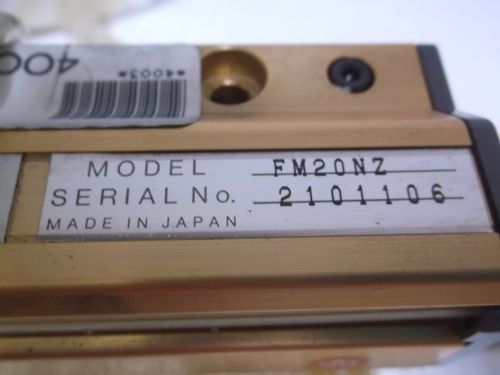 400
*4003*
MODEL FM20NZ
SERIAL No. 2101106
MADE IN JAPAN